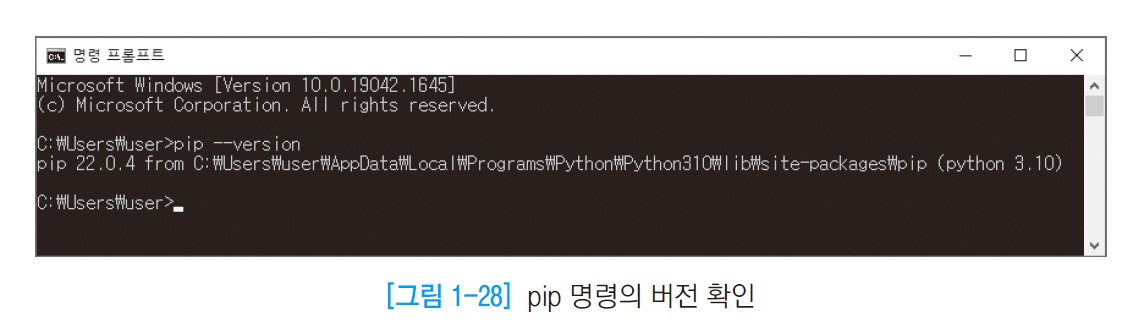 명령 프롬프트
Microsoft Windows [Version 10.0.19042.1645]
(c) Microsoft Corporation. All rights reserved.
C:₩Users₩user>pip --version
pip 22.0.4 from C:₩Users₩user₩AppData₩Local₩Programs₩Python₩Python310₩lib₩site-packages₩pip (python 3.10)
C:₩Users₩user>
[그림 1-28] pip 명령의 버전 확인